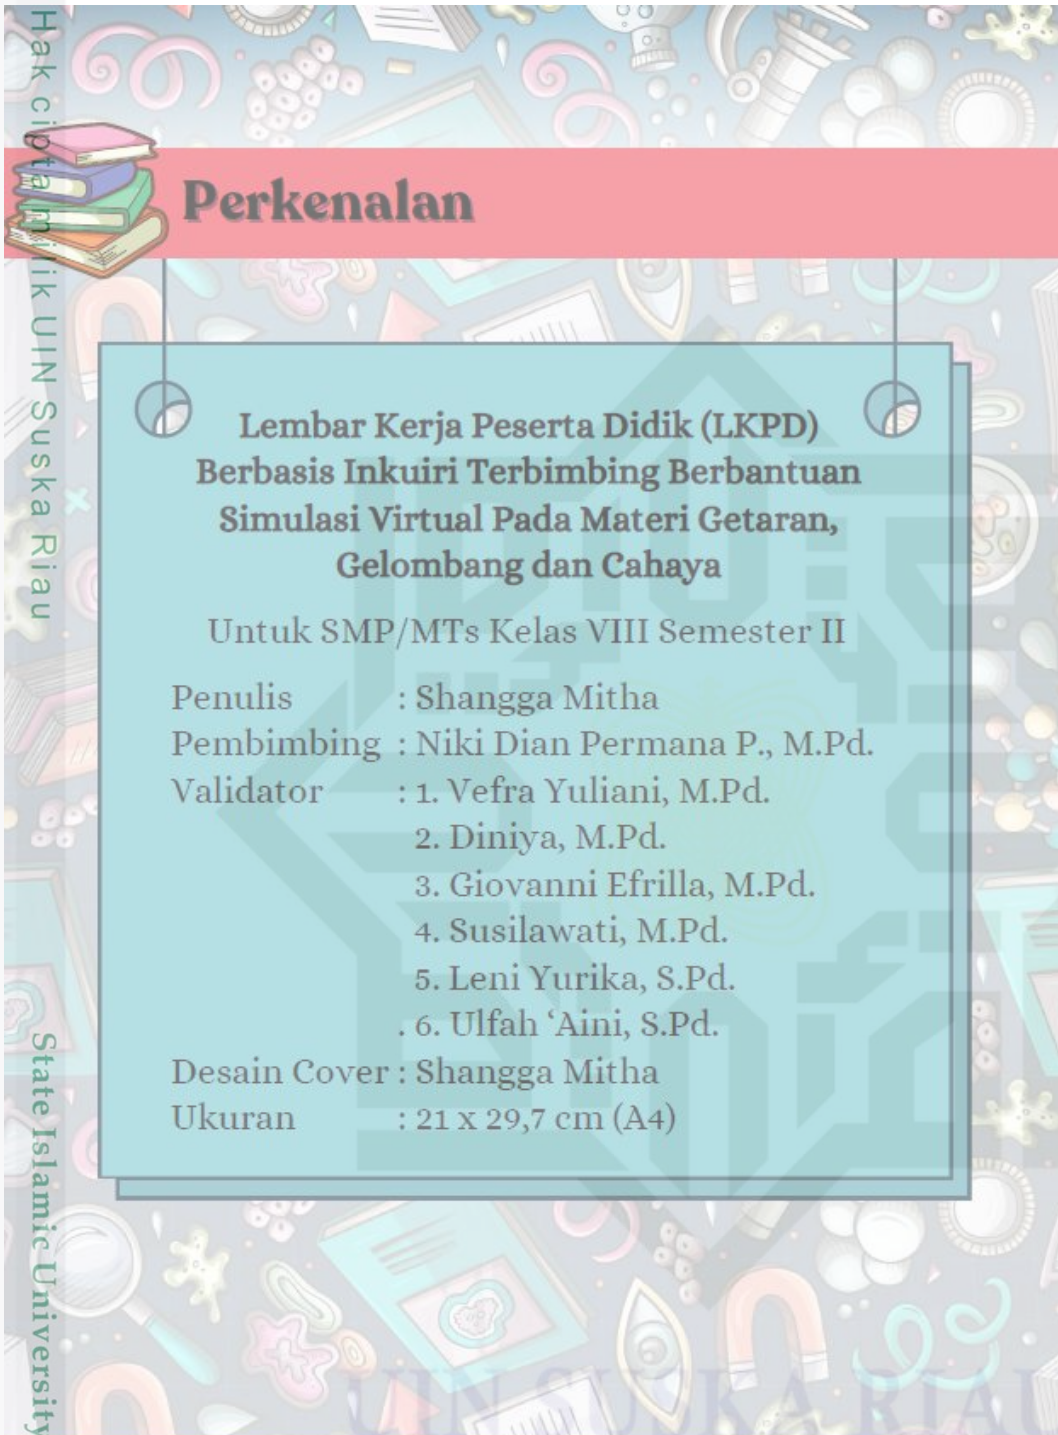 Hak cipta milik UIN Suska Riau
Perkenalan
Lembar Kerja Peserta Didik (LKPD)
Berbasis Inkuiri Terbimbing Berbantuan
Simulasi Virtual Pada Materi Getaran,
Gelombang dan Cahaya
Untuk SMP/MTs Kelas VIII Semester II
Penulis : Shangga Mitha
Pembimbing : Niki Dian Permana P., M.Pd.
Validator : 1. Vefra Yuliani, M.Pd.
2. Diniya, M.Pd.
3. Giovanni Efrilla, M.Pd.
4. Susilawati, M.Pd.
5. Leni Yurika, S.Pd.
. 6. Ulfah ‘Aini, S.Pd.
Desain Cover : Shangga Mitha
Ukuran : 21 x 29,7 cm (A4)
State Islamic University
UIN SUSKA RIAU